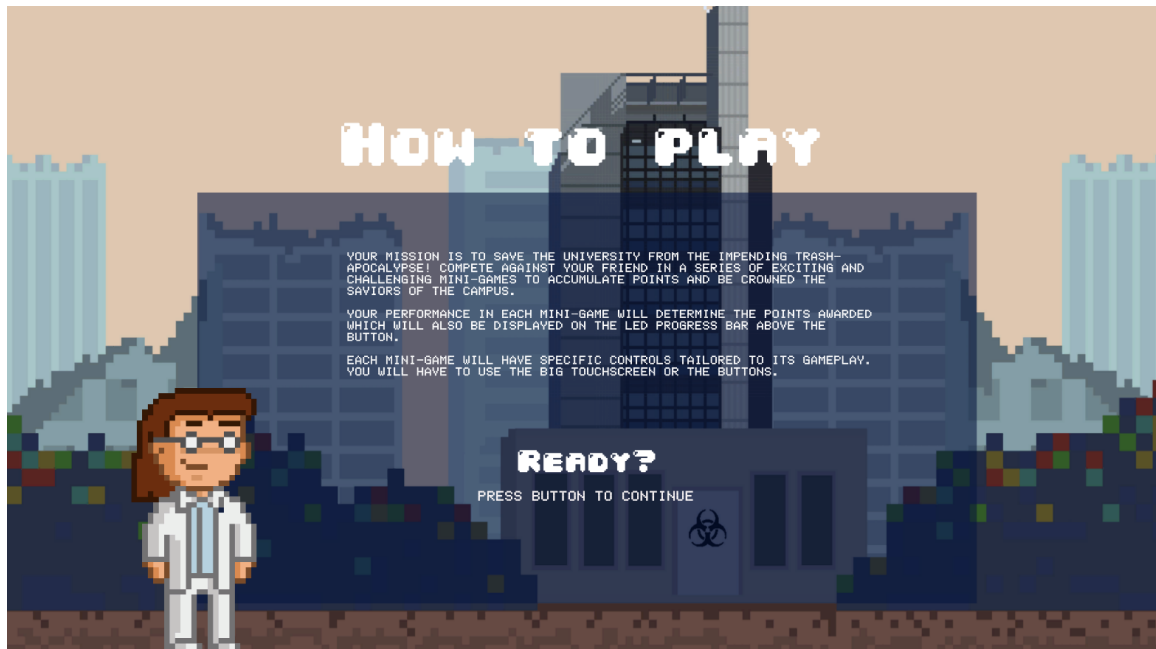 HOW TO PLAY
YOUR MISSION IS TO SAVE THE UNIVERSITY FROM THE IMPENDING TRASH-
APOCALYPSE! COMPETE AGAINST YOUR FRIEND IN A SERIES OF EXCITING AND
CHALLENGING MINI-GAMES TO ACCUMULATE POINTS AND BE CROWNED THE
SAVIORS OF THE CAMPUS.
YOUR PERFORMANCE IN EACH MINI-GAME WILL DETERMINE THE POINTS AWARDED
WHICH WILL ALSO BE DISPLAYED ON THE LED PROGRESS BAR ABOVE THE
BUTTON.
EACH MINI-GAME WILL HAVE SPECIFIC CONTROLS TAILORED TO ITS GAMEPLAY.
YOU WILL HAVE TO USE THE BIG TOUCHSCREEN OR THE BUTTONS.
READY?
PRESS BUTTON TO CONTINUE